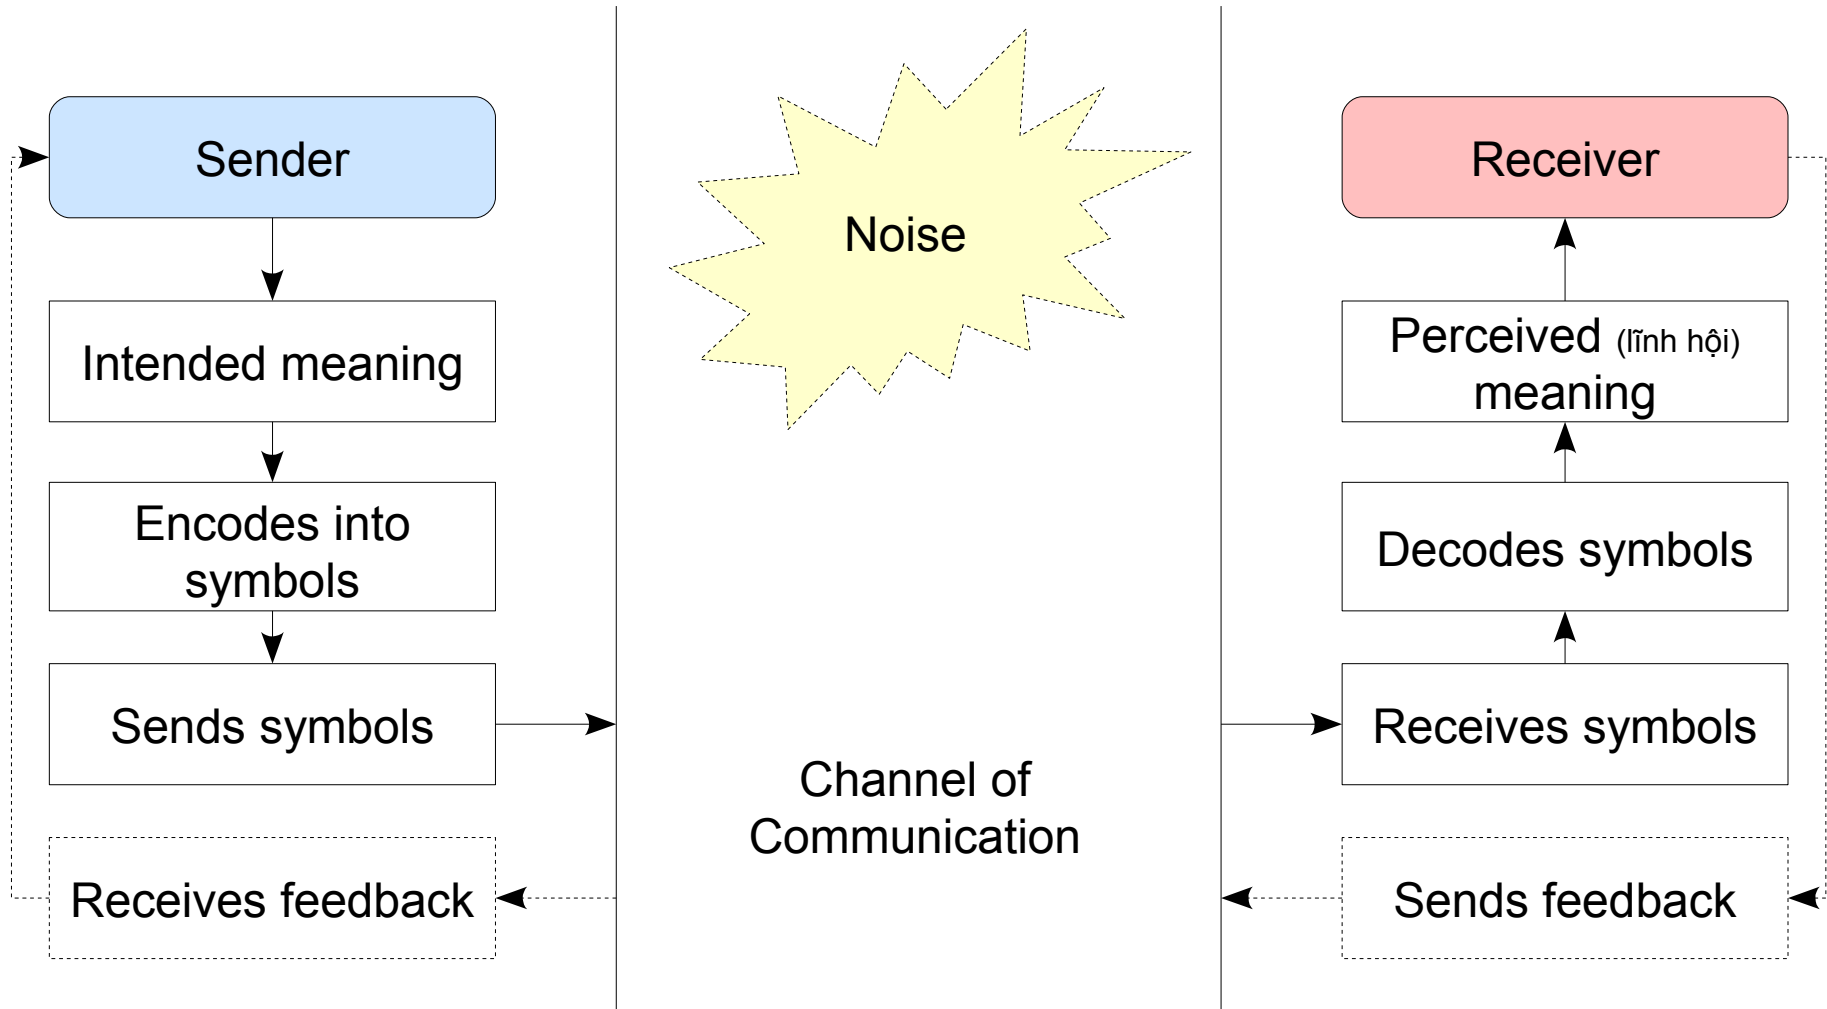 Sender
Intended meaning
Encodes into
symbols
Sends symbols
Receives feedback
Noise
Channel of
Communication
Receiver
Perceived (lĩnh hội)
meaning
Decodes symbols
Receives symbols
Sends feedback